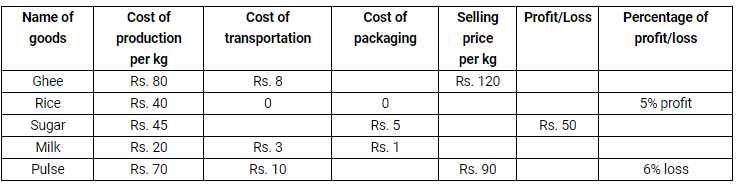 Name of goods Cost of production per kg Cost of transportation Cost of packaging Selling price per kg Profit/Loss Percentage of profit/loss
Ghee Rs. 80 Rs. 8 Rs. 120
Rice Rs. 40 0 0 5% profit
Sugar Rs. 45 Rs. 5 Rs. 50
Milk Rs. 20 Rs. 3 Rs. 1
Pulse Rs. 70 Rs. 10 Rs. 90 6% loss